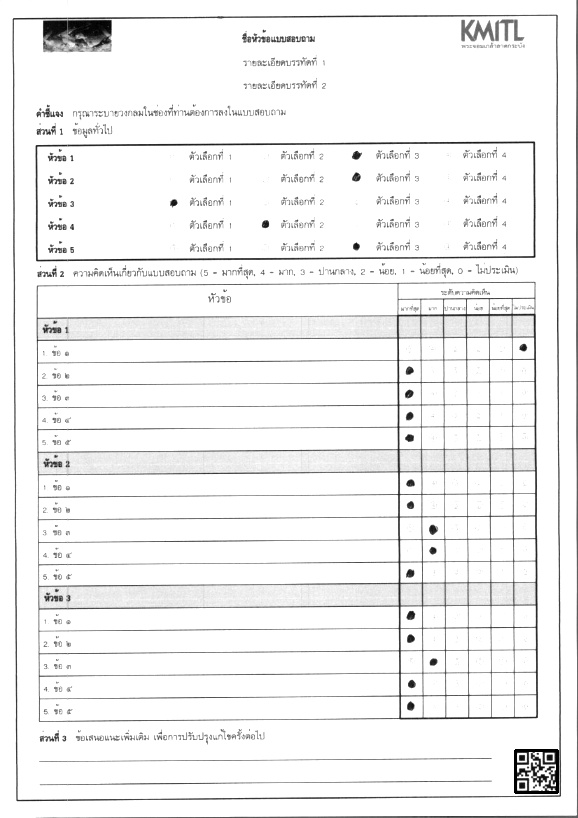 KMITL
พระจอมเกล้าลาดกระบัง
ชื่อหัวข้อแบบสอบถาม
รายละเอียดบรรทัดที่ 1
รายละเอียดบรรทัดที่ 2
คำชี้แจง กรุณาระบายวงกลมในช่องที่ท่านต้องการลงในแบบสอบถาม
ส่วนที่ 1 ข้อมูลทั่วไป
หัวข้อ 1 ตัวเลือกที่ 1 ตัวเลือกที่ 2 ตัวเลือกที่ 3 ตัวเลือกที่ 4
หัวข้อ 2 ตัวเลือกที่ 1 ตัวเลือกที่ 2 ตัวเลือกที่ 3 ตัวเลือกที่ 4
หัวข้อ 3 ตัวเลือกที่ 1 ตัวเลือกที่ 2 ตัวเลือกที่ 3 ตัวเลือกที่ 4
หัวข้อ 4 ตัวเลือกที่ 1 ตัวเลือกที่ 2 ตัวเลือกที่ 3 ตัวเลือกที่ 4
หัวข้อ 5 ตัวเลือกที่ 1 ตัวเลือกที่ 2 ตัวเลือกที่ 3 ตัวเลือกที่ 4
ส่วนที่ 2 ความคิดเห็นเกี่ยวกับแบบสอบถาม (5 - มากที่สุด, 4 - มาก, 3 - ปานกลาง, 2 - น้อย, 1 - น้อยที่สุด, 0 - ไม่ประเมิน)
หัวข้อ ระดับความคิดเห็น
มากที่สุด มาก ปานกลาง น้อย น้อยที่สุด ไม่ประเมิน
หัวข้อ 1
1. ข้อ ๑
2. ข้อ ๒
3. ข้อ ๓
4. ข้อ ๔
5. ข้อ ๕
หัวข้อ 2
1. ข้อ ๑
2. ข้อ ๒
3. ข้อ ๓
4. ข้อ ๔
5. ข้อ ๕
หัวข้อ 3
1. ข้อ ๑
2. ข้อ ๒
3. ข้อ ๓
4. ข้อ ๔
5. ข้อ ๕
ส่วนที่ 3 ข้อเสนอแนะเพิ่มเติม เพื่อการปรับปรุงแก้ไขครั้งต่อไป